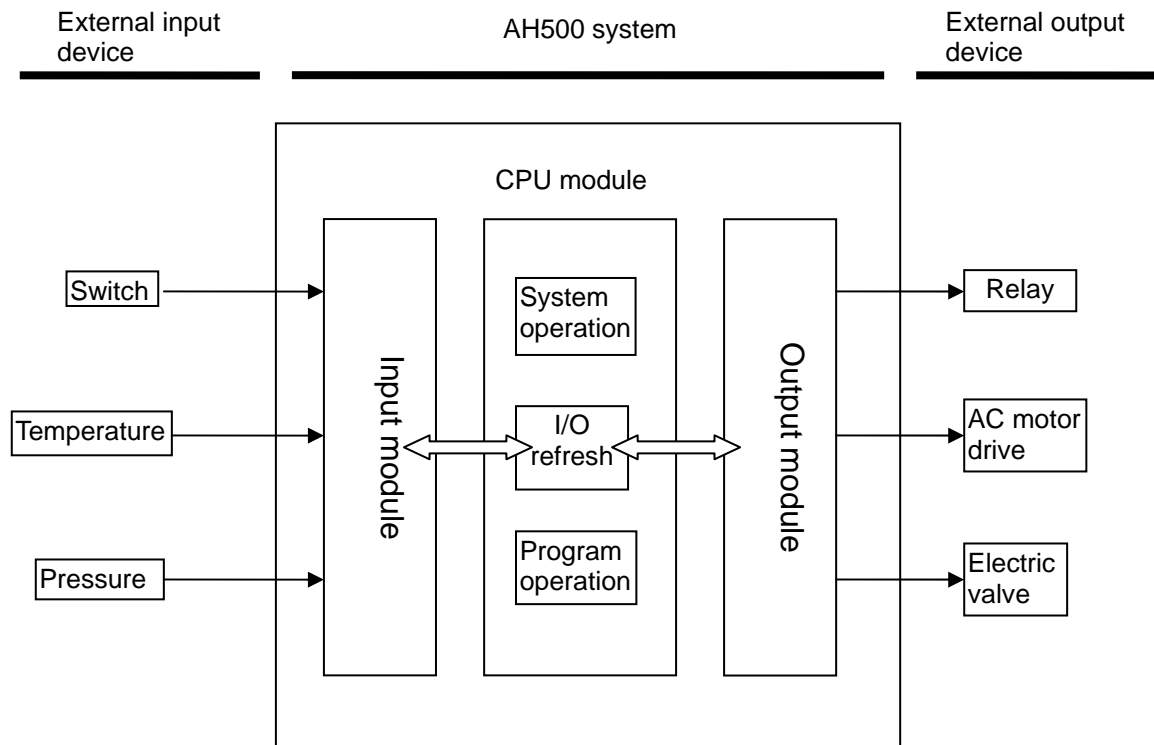 External input
device
AH500 system
External output
device
CPU module
Switch
Temperature
Pressure
Input module
System
operation
I/O
refresh
Program
operation
Output module
Relay
AC motor
drive
Electric
valve